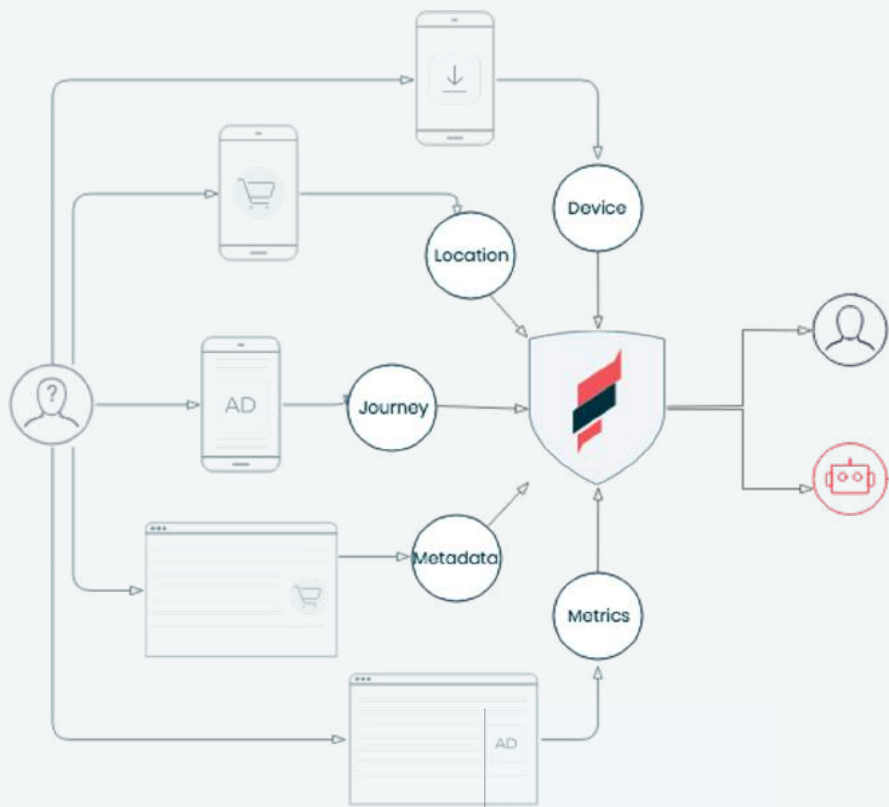 Device
Location
?
AD
Journey
Metadata
Metrics
AD